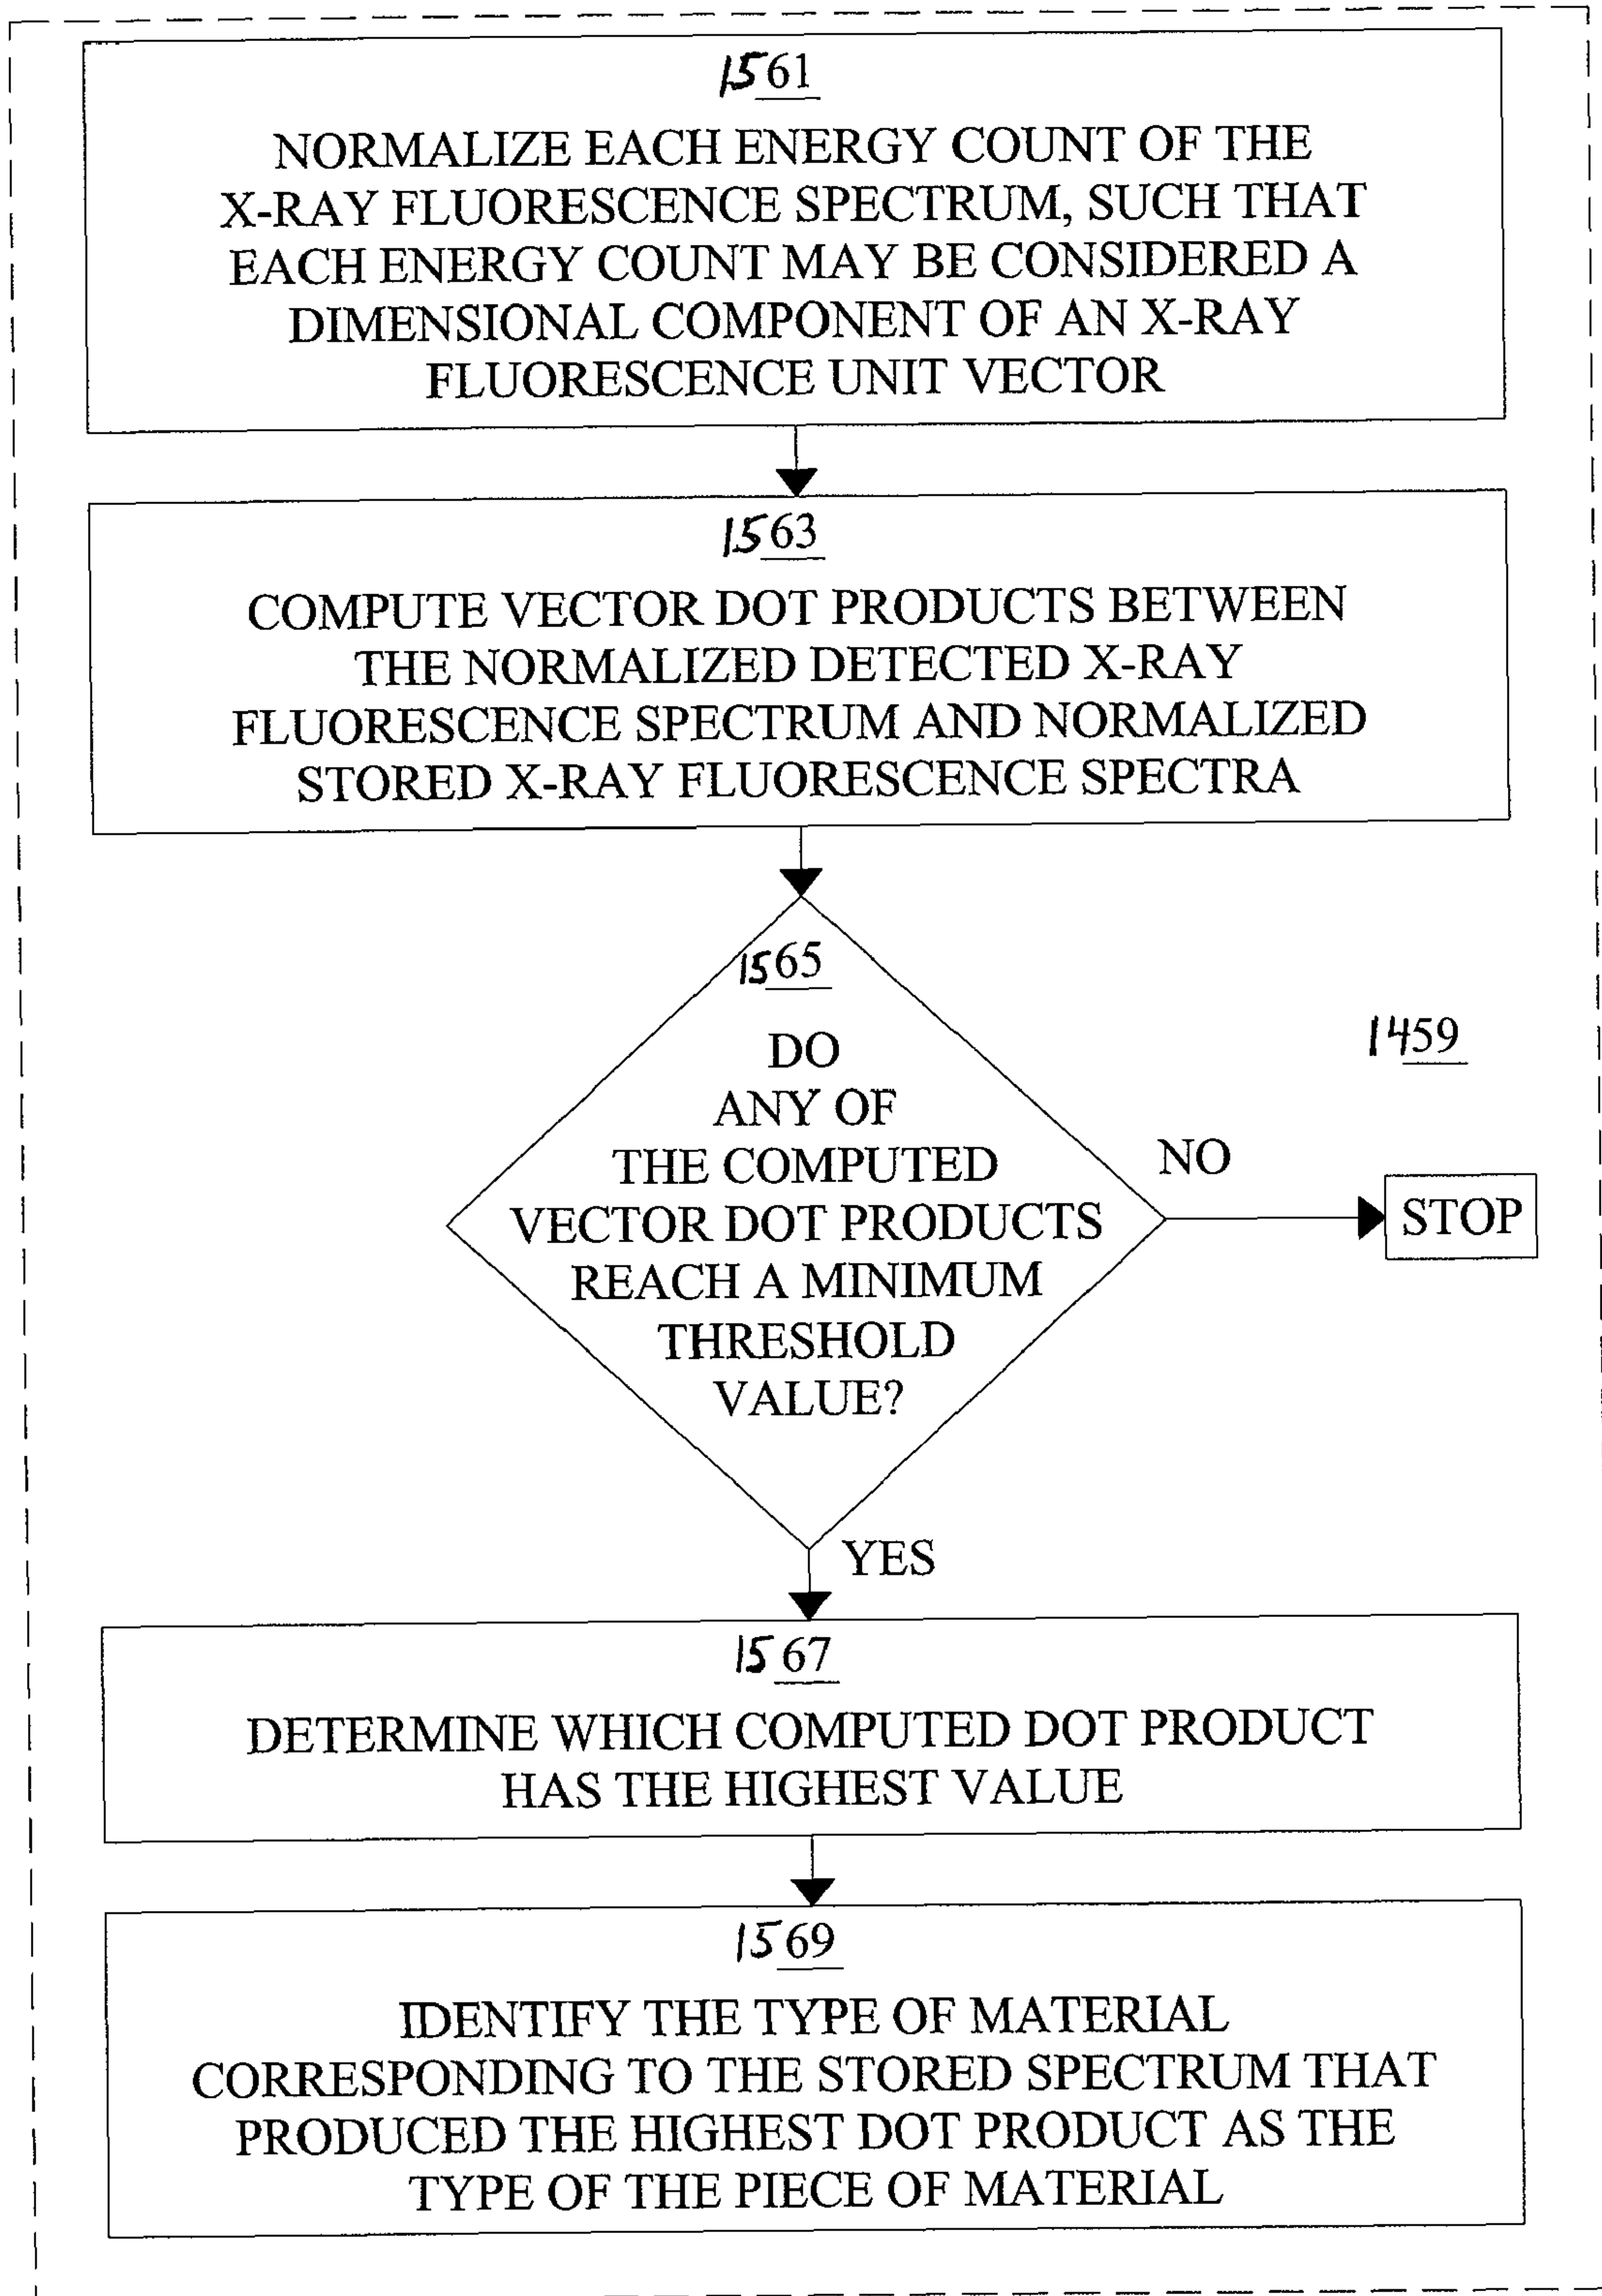 1561
NORMALIZE EACH ENERGY COUNT OF THE
X-RAY FLUORESCENCE SPECTRUM, SUCH THAT
EACH ENERGY COUNT MAY BE CONSIDERED A
DIMENSIONAL COMPONENT OF AN X-RAY
FLUORESCENCE UNIT VECTOR
1563
COMPUTE VECTOR DOT PRODUCTS BETWEEN
THE NORMALIZED DETECTED X-RAY
FLUORESCENCE SPECTRUM AND NORMALIZED
STORED X-RAY FLUORESCENCE SPECTRA
1565
DO
ANY OF
THE COMPUTED
VECTOR DOT PRODUCTS
REACH A MINIMUM
THRESHOLD
VALUE?
1459
NO
STOP
YES
1567
DETERMINE WHICH COMPUTED DOT PRODUCT
HAS THE HIGHEST VALUE
1569
IDENTIFY THE TYPE OF MATERIAL
CORRESPONDING TO THE STORED SPECTRUM THAT
PRODUCED THE HIGHEST DOT PRODUCT AS THE
TYPE OF THE PIECE OF MATERIAL